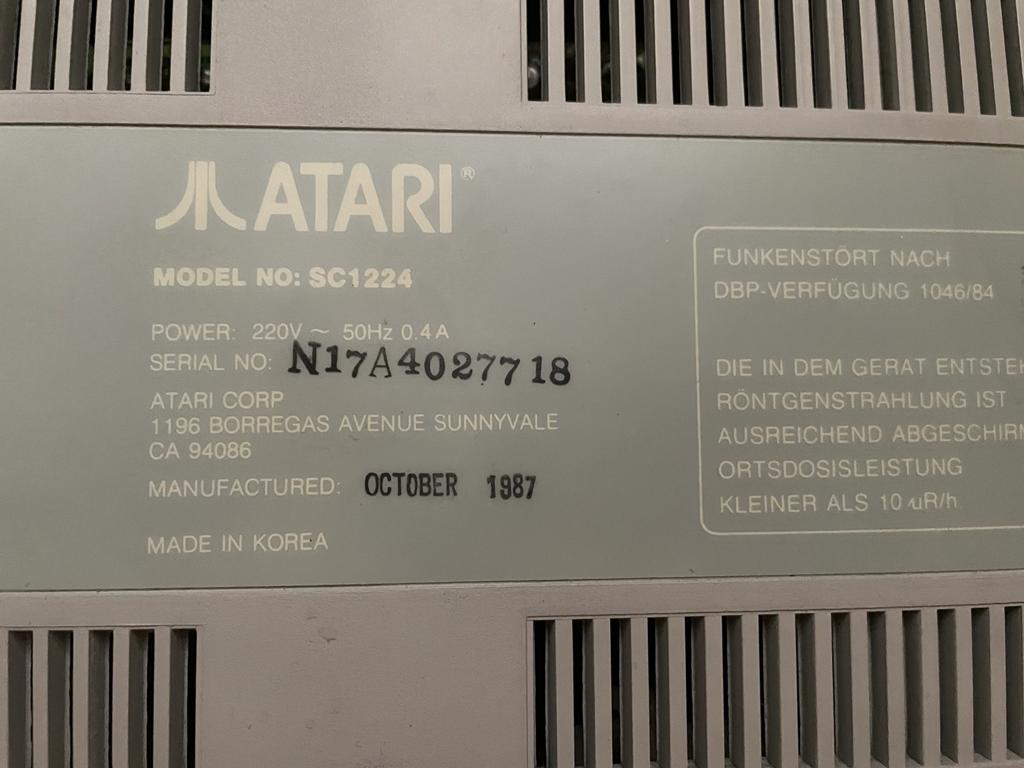 ATARI®
MODEL NO: SC1224
POWER: 220V ~ 50Hz 0.4A
SERIAL NO: N17A4027718
ATARI CORP
1196 BORREGAS AVENUE SUNNYVALE
CA 94086
MANUFACTURED: OCTOBER 1987
MADE IN KOREA
FUNKENSTÖRT NACH
DBP-VERFÜGUNG 1046/84
DIE IN DEM GERAT
RÖNTGENSTRAHLUNG IST
AUSREICHEND
ORTSDOSISLEISTUNG
KLEINER ALS 10 uR/h